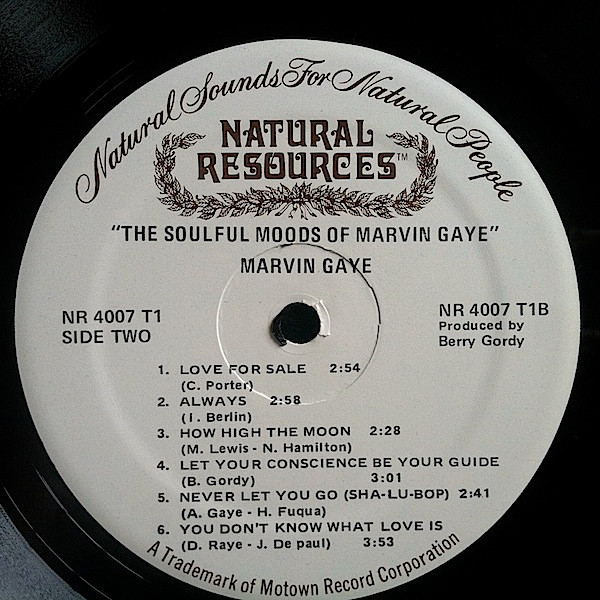 Natural Sounds For Natural People
NATURAL
RESOURCES™
"THE SOULFUL MOODS OF MARVIN GAYE"
MARVIN GAYE
NR 4007 T1
SIDE TWO
NR 4007 T1B
Produced by
Berry Gordy
1. LOVE FOR SALE 2:54
(C. Porter)
2. ALWAYS 2:58
(I. Berlin)
3. HOW HIGH THE MOON 2:28
(M. Lewis - N. Hamilton)
4. LET YOUR CONSCIENCE BE YOUR GUIDE
(B. Gordy) 3:01
5. NEVER LET YOU GO (SHA-LU-BOP) 2:41
(A. Gaye - H. Fuqua)
6. YOU DON'T KNOW WHAT LOVE IS
(D. Raye - J. De paul) 3:53
A Trademark of Motown Record Corporation